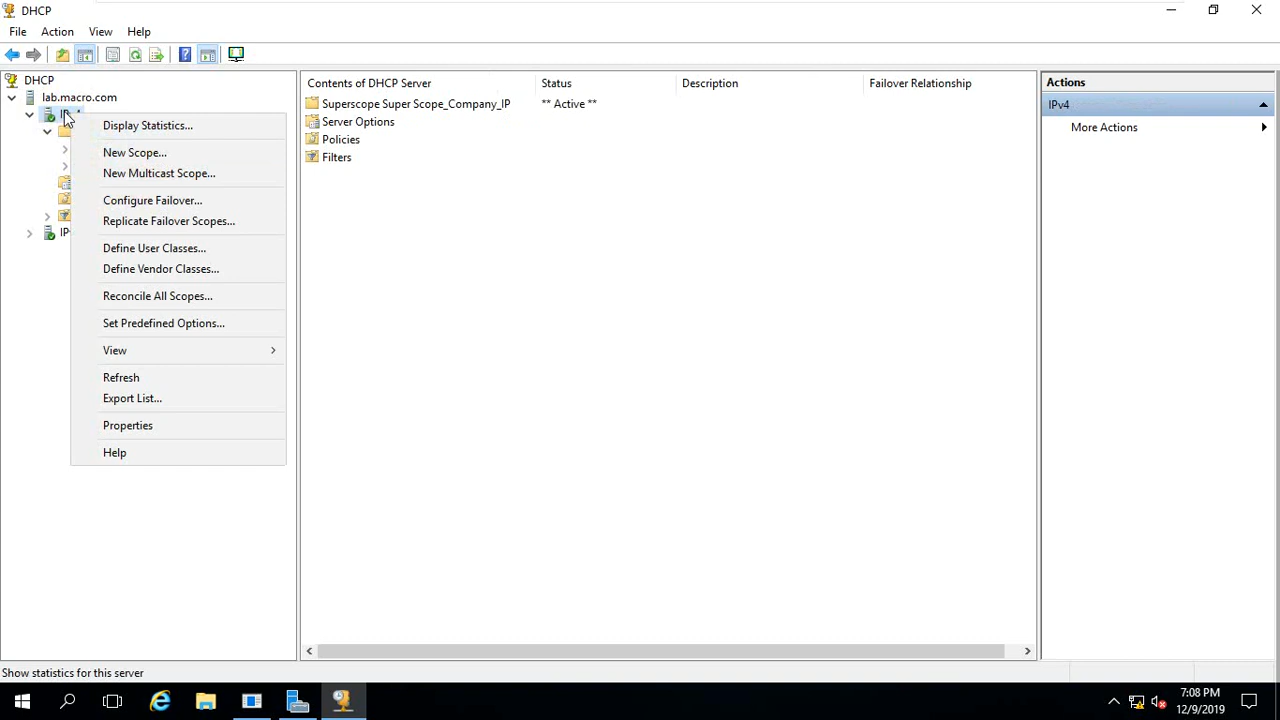 DHCP
File Action View Help
DHCP
lab.macro.com
Display Statistics...
New Scope...
New Multicast Scope...
Configure Failover...
Replicate Failover Scopes...
Define User Classes...
Define Vendor Classes...
Reconcile All Scopes...
Set Predefined Options...
View
Refresh
Export List...
Properties
Help
Contents of DHCP Server Status Description Failover Relationship
Superscope Super Scope_Company_IP ** Active **
Server Options
Policies
Filters
Actions
IPv4
More Actions
Show statistics for this server
7:08 PM
12/9/2019